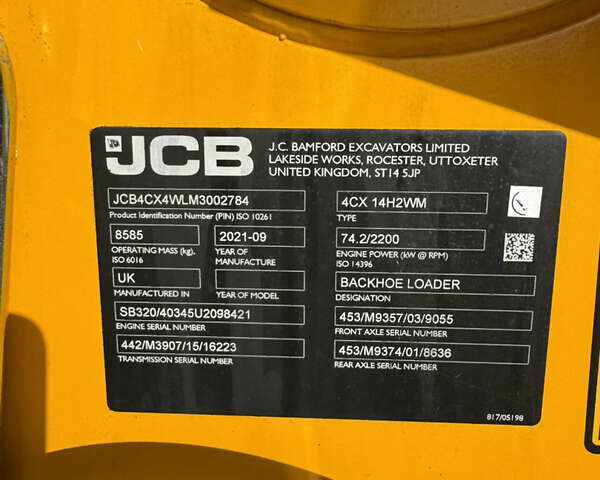 JCB
J.C. BAMFORD EXCAVATORS LIMITED
LAKESIDE WORKS, ROCESTER, UTTOXETER
UNITED KINGDOM, ST14 5JP
JCB4CX4WLM3002784
Product Identification Number (PIN) ISO 10261
4CX 14H2WM
TYPE
8585
OPERATING MASS (kg),
ISO 6016
2021-09
YEAR OF
MANUFACTURE
74.2/2200
ENGINE POWER (kW @ RPM)
ISO 14396
UK
MANUFACTURED IN
YEAR OF MODEL
BACKHOE LOADER
DESIGNATION
SB320/40345U2098421
ENGINE SERIAL NUMBER
453/M9357/03/9055
FRONT AXLE SERIAL NUMBER
442/M3907/15/16223
TRANSMISSION SERIAL NUMBER
453/M9374/01/8636
REAR AXLE SERIAL NUMBER
817/05198